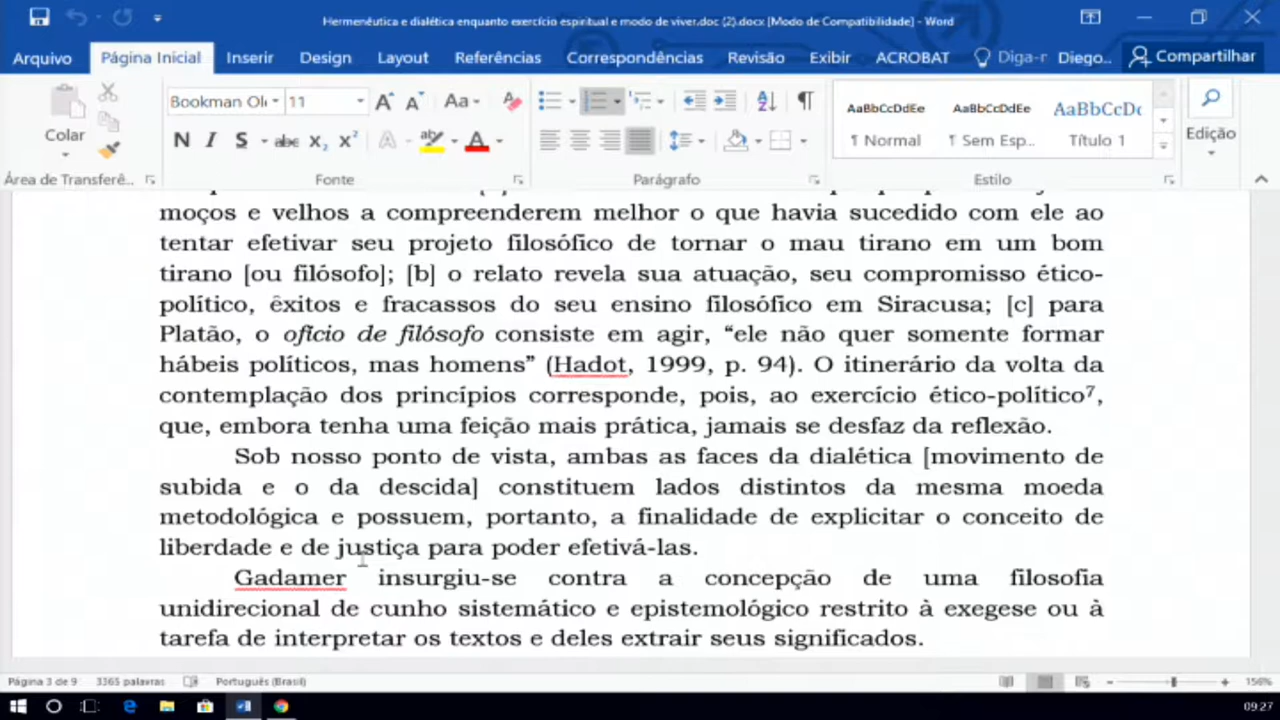 Hermenêutica e dialética enquanto exercício espiritual e modo de viver.doc (2).docx [Modo de Compatibilidade] - Word
Arquivo Página Inicial Inserir Design Layout Referências Correspondências Revisão Exibir ACROBAT Diga-r Diego... Compartilhar
Bookman Ol 11 Aa
AaBbCcDdEe AaBbCcDdEe AaBbCcDc
Colar N I S abc x₂ x² A A ¶ Normal ¶ Sem Esp... Título 1 Edição
Área de Transferê... Fonte Parágrafo Estilo
moços e velhos a compreenderem melhor o que havia sucedido com ele ao
tentar efetivar seu projeto filosófico de tornar o mau tirano em um bom
tirano [ou filósofo]; [b] o relato revela sua atuação, seu compromisso ético-
político, êxitos e fracassos do seu ensino filosófico em Siracusa; [c] para
Platão, o ofício de filósofo consiste em agir, “ele não quer somente formar
hábeis políticos, mas homens” (Hadot, 1999, p. 94). O itinerário da volta da
contemplação dos princípios corresponde, pois, ao exercício ético-político⁷,
que, embora tenha uma feição mais prática, jamais se desfaz da reflexão.
Sob nosso ponto de vista, ambas as faces da dialética [movimento de
subida e o da descida] constituem lados distintos da mesma moeda
metodológica e possuem, portanto, a finalidade de explicitar o conceito de
liberdade e de justiça para poder efetivá-las.
Gadamer insurgiu-se contra a concepção de uma filosofia
unidirecional de cunho sistemático e epistemológico restrito à exegese ou à
tarefa de interpretar os textos e deles extrair seus significados.
Página 3 de 9 3365 palavras Português (Brasil) 156%
09:27